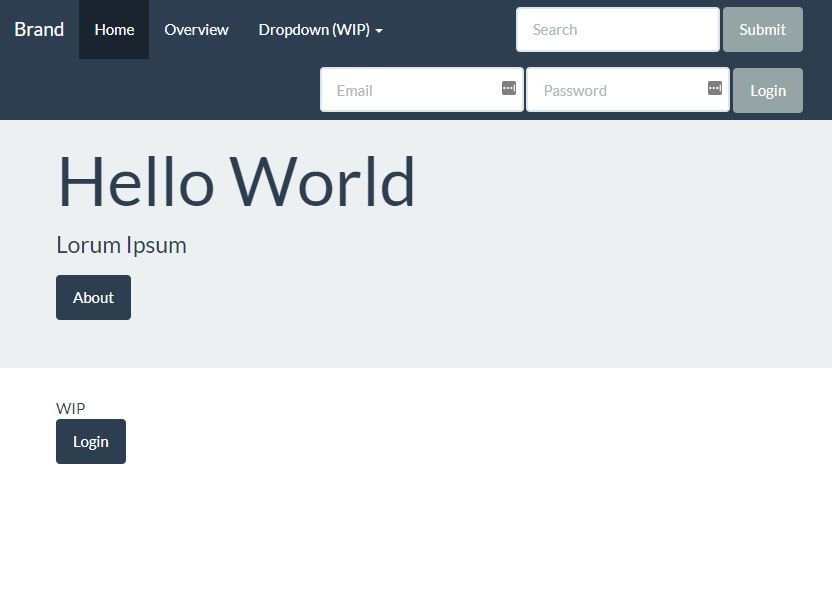 Brand Home Overview Dropdown (WIP) Search Submit
Email Password Login
Hello World
Lorum Ipsum
About
WIP
Login